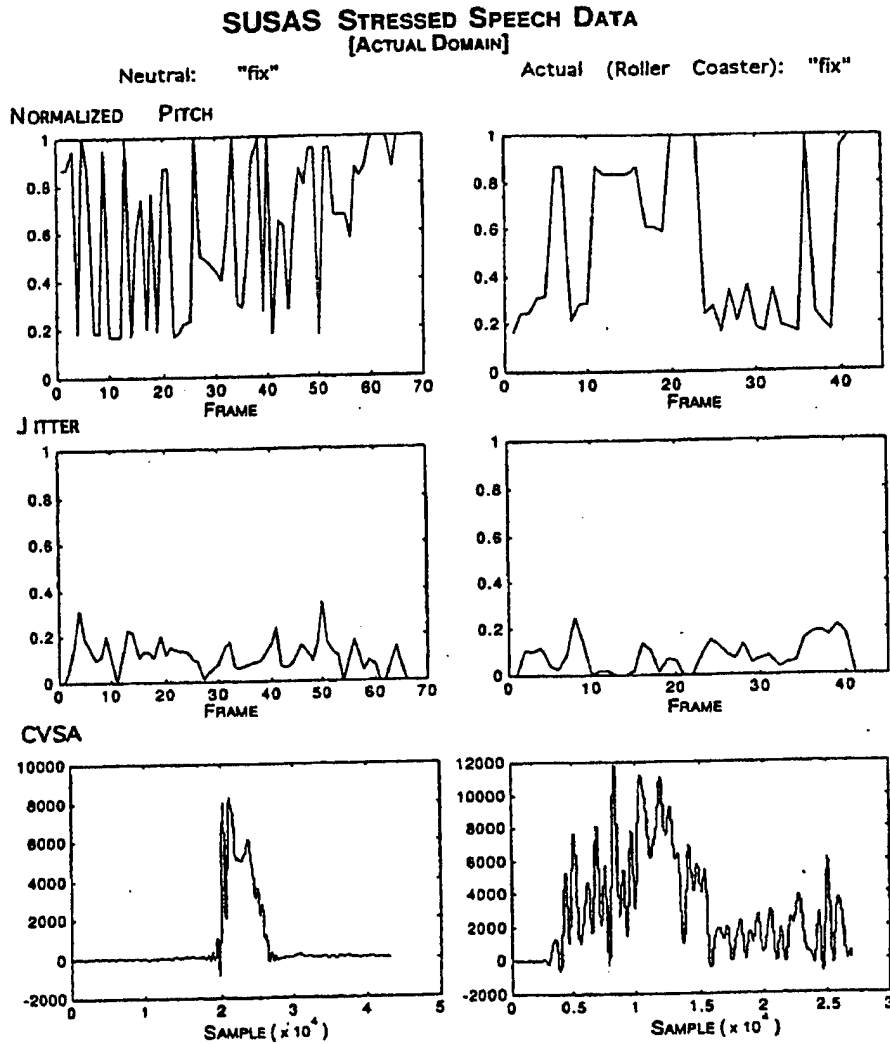 SUSAS STRESSED SPEECH DATA
[ACTUAL DOMAIN]
Neutral: "fix"
Actual (Roller Coaster): "fix"
NORMALIZED PITCH
1
0.8
0.6
0.4
0.2
0
0 10 20 30 40 50 60 70
FRAME
1
0.8
0.6
0.4
0.2
0
0 10 20 30 40
FRAME
JITTER
1
0.8
0.6
0.4
0.2
0
0 10 20 30 40 50 60 70
FRAME
1
0.8
0.6
0.4
0.2
0
0 10 20 30 40
FRAME
CVSA
10000
8000
6000
4000
2000
0
-2000
0 1 2 3 4 5
SAMPLE (x 10^4)
12000
10000
8000
6000
4000
2000
0
-2000
0 0.5 1 1.5 2 2.5 3
SAMPLE (x 10^4)